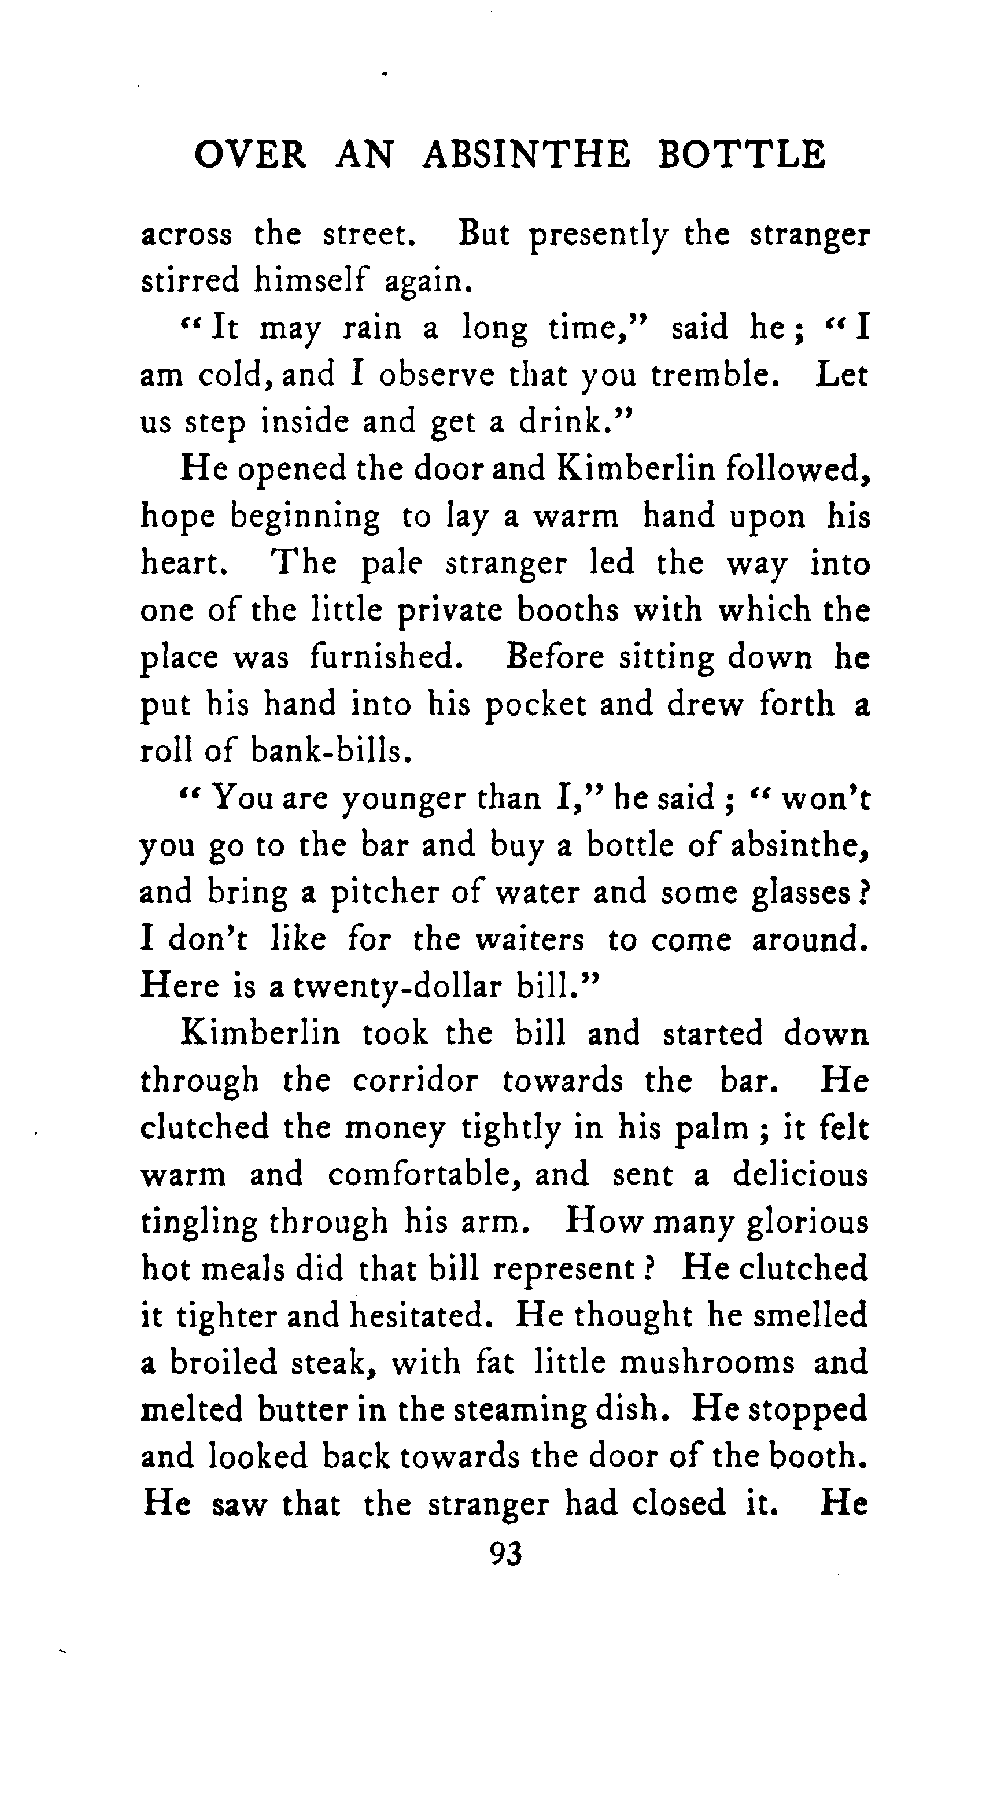 OVER AN ABSINTHE BOTTLE
across the street. But presently the stranger
stirred himself again.
“ It may rain a long time,” said he ; “ I
am cold, and I observe that you tremble. Let
us step inside and get a drink.”
He opened the door and Kimberlin followed,
hope beginning to lay a warm hand upon his
heart. The pale stranger led the way into
one of the little private booths with which the
place was furnished. Before sitting down he
put his hand into his pocket and drew forth a
roll of bank-bills.
“ You are younger than I,” he said ; “ won’t
you go to the bar and buy a bottle of absinthe,
and bring a pitcher of water and some glasses ?
I don’t like for the waiters to come around.
Here is a twenty-dollar bill.”
Kimberlin took the bill and started down
through the corridor towards the bar. He
clutched the money tightly in his palm ; it felt
warm and comfortable, and sent a delicious
tingling through his arm. How many glorious
hot meals did that bill represent ? He clutched
it tighter and hesitated. He thought he smelled
a broiled steak, with fat little mushrooms and
melted butter in the steaming dish. He stopped
and looked back towards the door of the booth.
He saw that the stranger had closed it. He
93